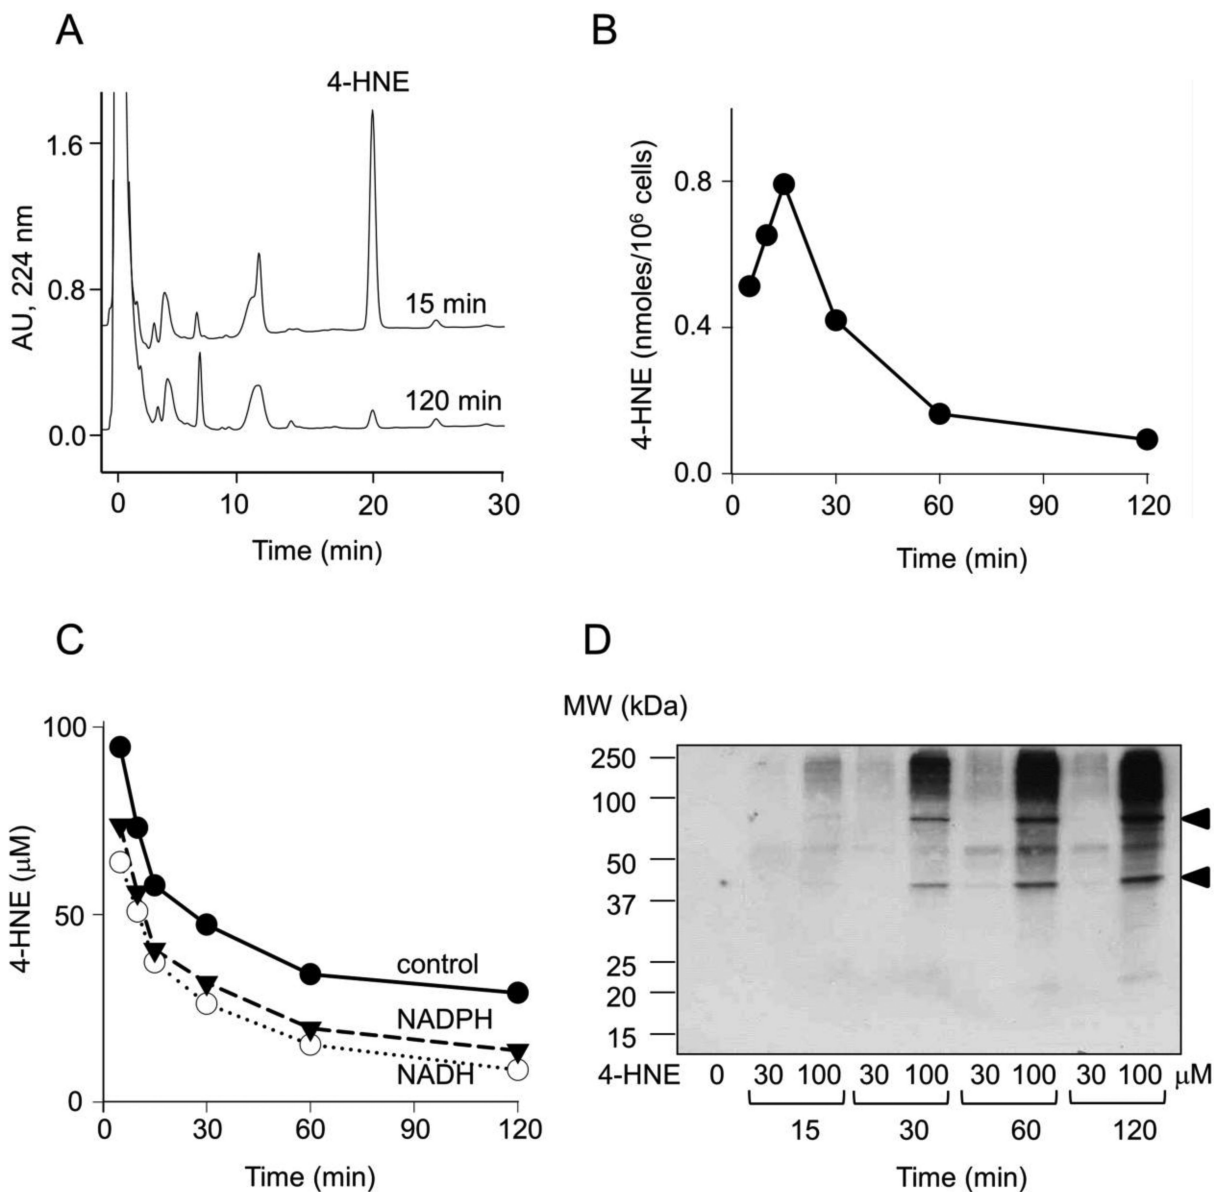 A
4-HNE
1.6
0.8
0.0
AU, 224 nm
15 min
120 min
0 10 20 30
Time (min)
B
0.8
0.4
0.0
4-HNE (nmoles/10⁶ cells)
0 30 60 90 120
Time (min)
C
100
50
0
4-HNE (μM)
control
NADPH
NADH
0 30 60 90 120
Time (min)
D
MW (kDa)
250
100
50
37
25
20
15
4-HNE 0 30 100 30 100 30 100 30 100 μM
15 30 60 120
Time (min)